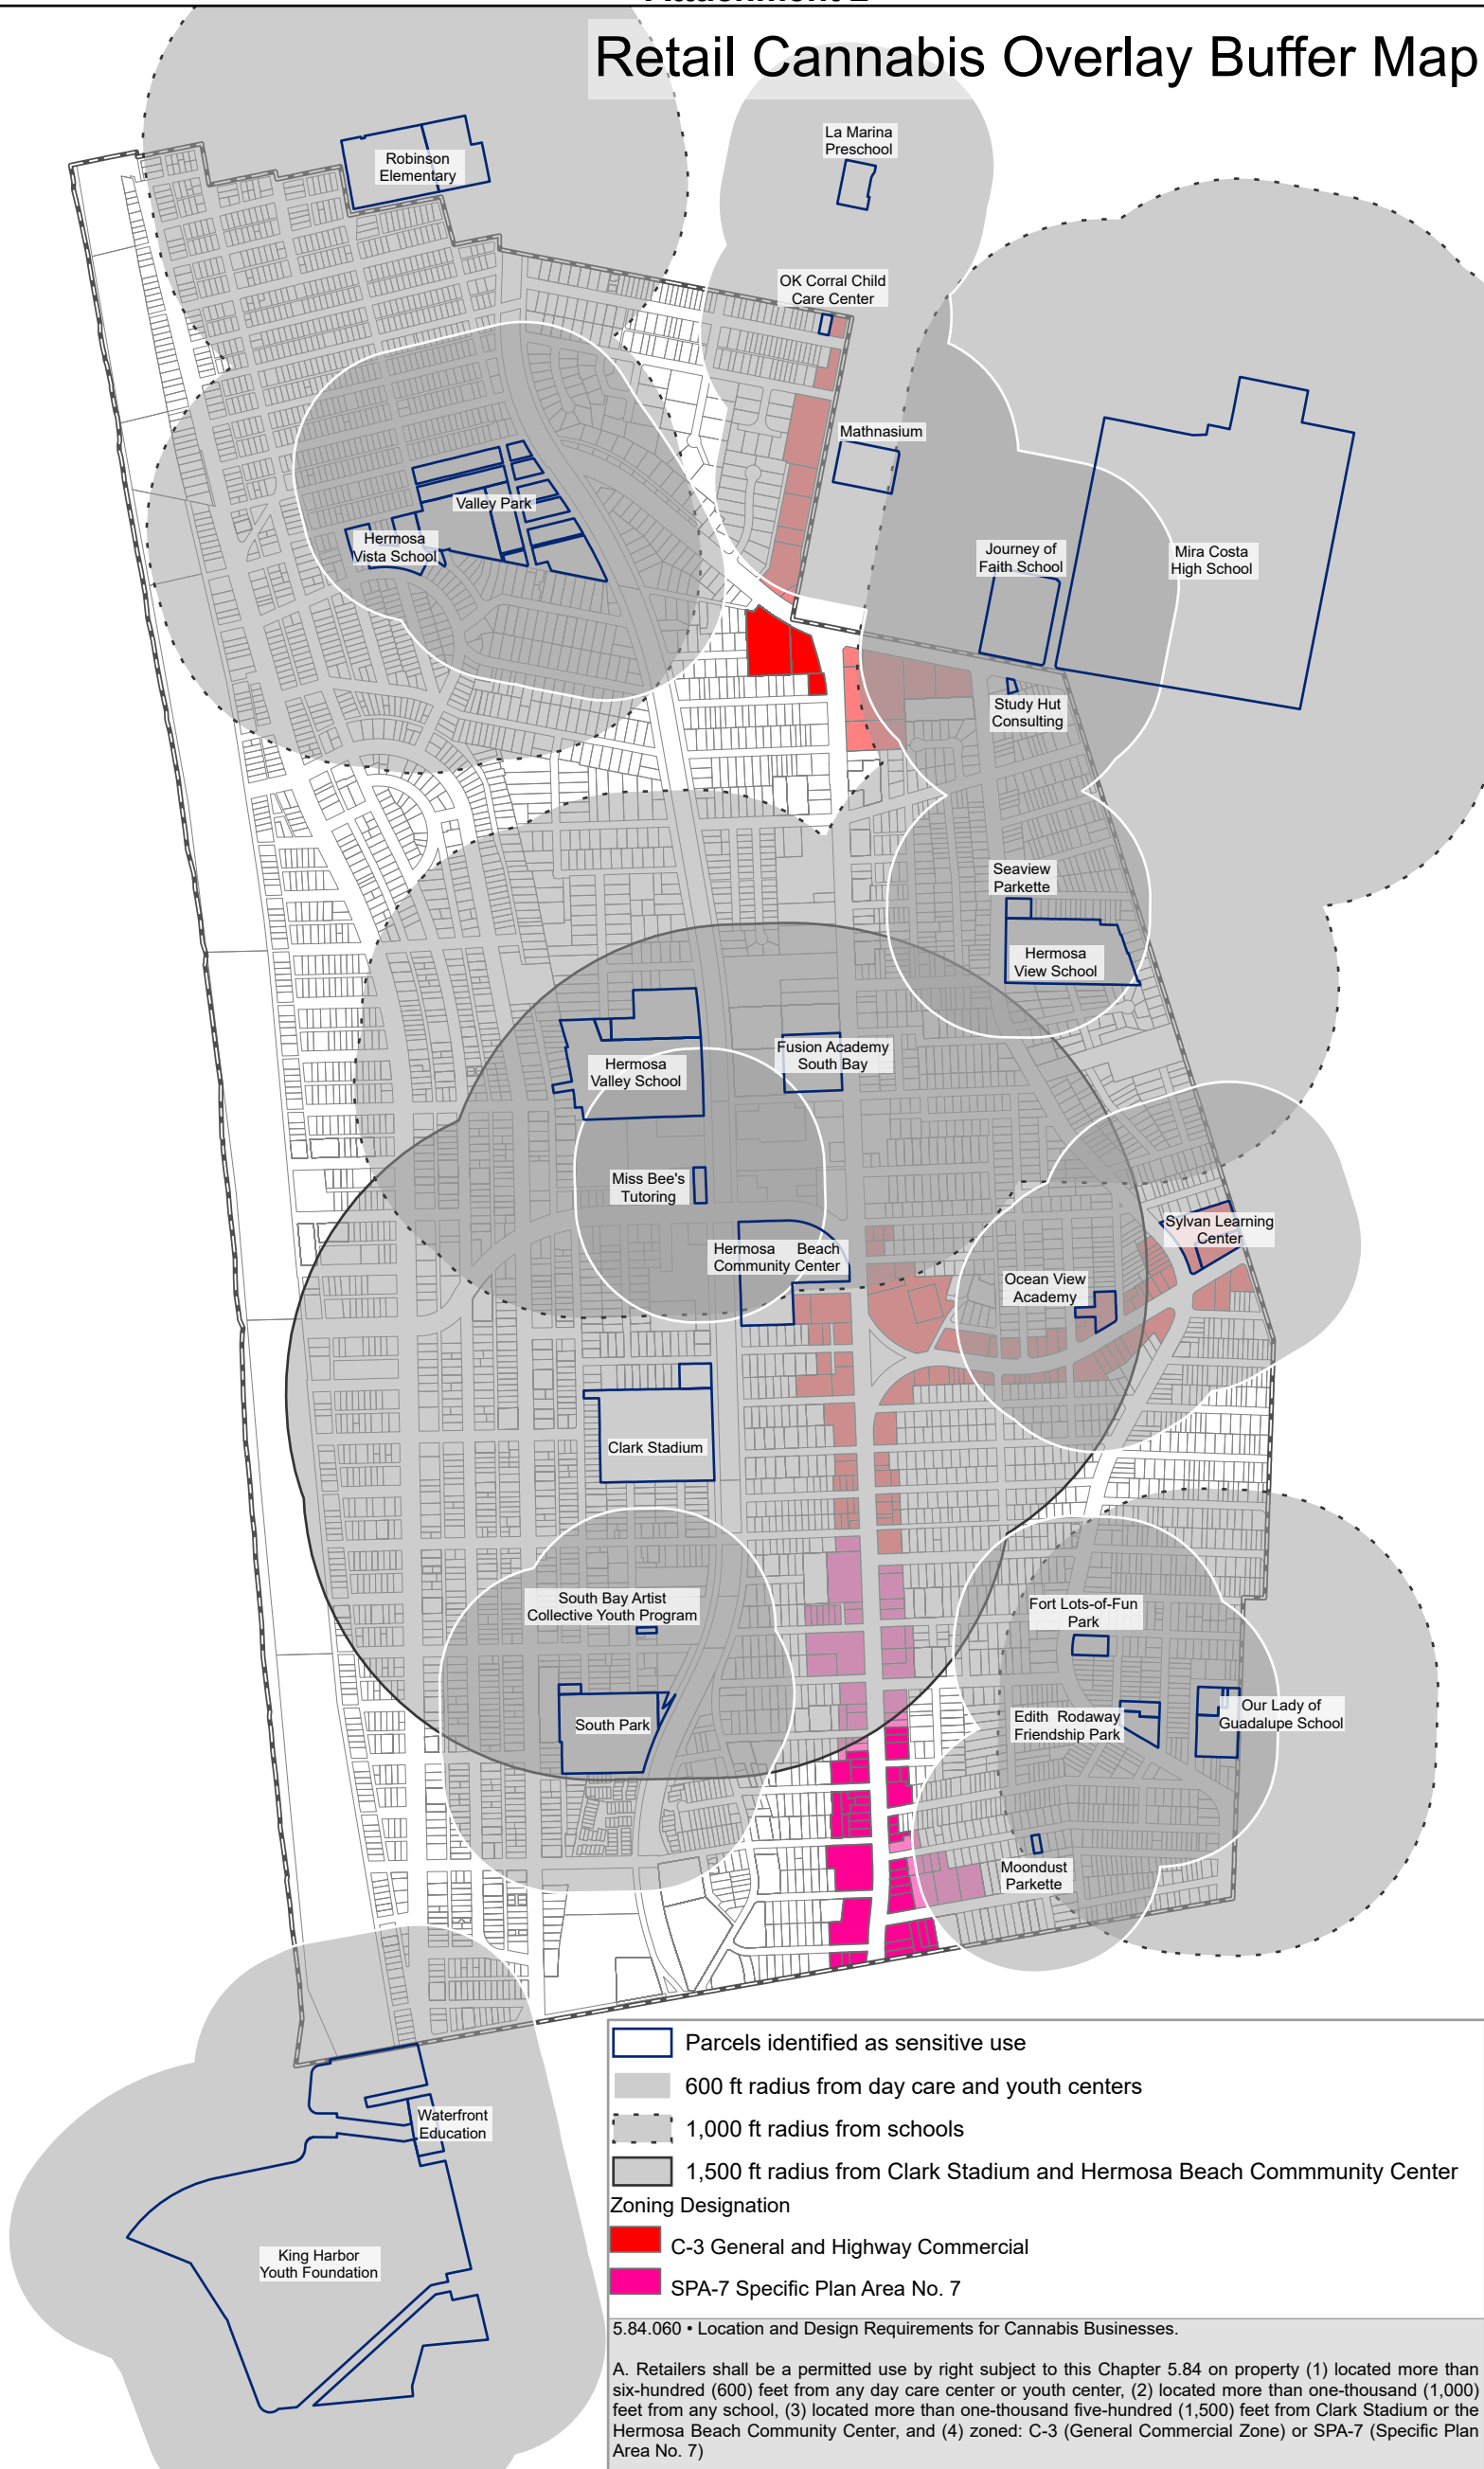 Attachment 2
Retail Cannabis Overlay Buffer Map
La Marina
Preschool
Robinson
Elementary
OK Corral Child
Care Center
Mathnasium
Valley Park
Hermosa
Vista School
Journey of
Faith School
Mira Costa
High School
Study Hut
Consulting
Seaview
Parkette
Hermosa
View School
Fusion Academy
South Bay
Hermosa
Valley School
Miss Bee's
Tutoring
Sylvan Learning
Center
Hermosa Beach
Community Center
Ocean View
Academy
Clark Stadium
South Bay Artist
Collective Youth Program
Fort Lots-of-Fun
Park
South Park
Edith Rodaway
Friendship Park
Our Lady of
Guadalupe School
Moondust
Parkette
Waterfront
Education
King Harbor
Youth Foundation
Parcels identified as sensitive use
600 ft radius from day care and youth centers
1,000 ft radius from schools
1,500 ft radius from Clark Stadium and Hermosa Beach Commmunity Center
Zoning Designation
C-3 General and Highway Commercial
SPA-7 Specific Plan Area No. 7
5.84.060 • Location and Design Requirements for Cannabis Businesses.
A. Retailers shall be a permitted use by right subject to this Chapter 5.84 on property (1) located more than
six-hundred (600) feet from any day care center or youth center, (2) located more than one-thousand (1,000)
feet from any school, (3) located more than one-thousand five-hundred (1,500) feet from Clark Stadium or the
Hermosa Beach Community Center, and (4) zoned: C-3 (General Commercial Zone) or SPA-7 (Specific Plan
Area No. 7)